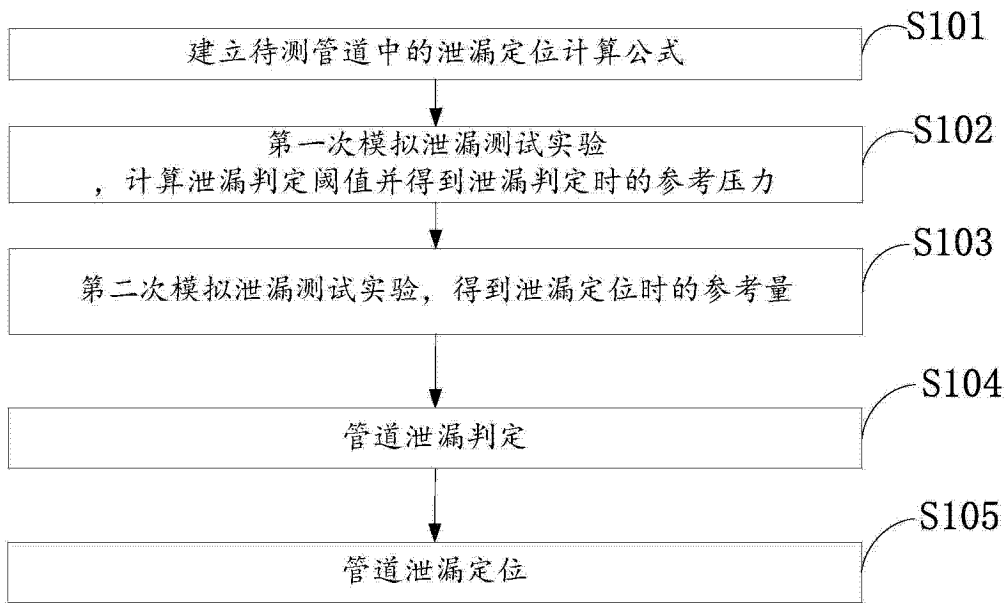 S101
建立待测管道中的泄漏定位计算公式
S102
第一次模拟泄漏测试实验
，计算泄漏判定阈值并得到泄漏判定时的参考压力
S103
第二次模拟泄漏测试实验，得到泄漏定位时的参考量
S104
管道泄漏判定
S105
管道泄漏定位